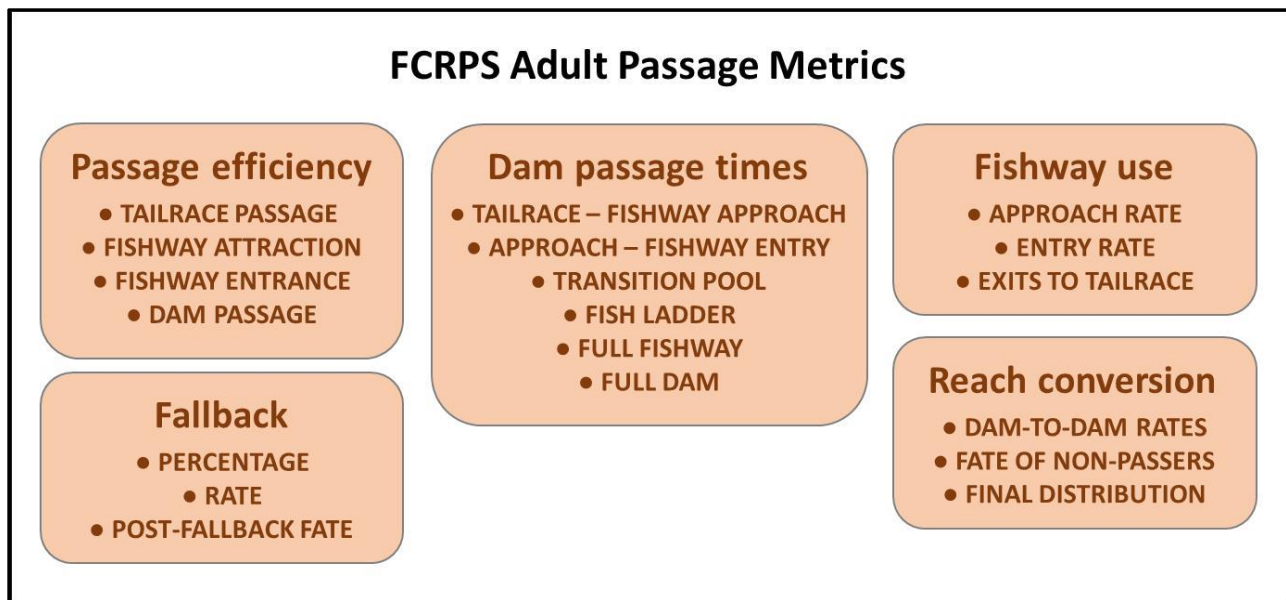 FCRPS Adult Passage Metrics
Passage efficiency
● TAILRACE PASSAGE
● FISHWAY ATTRACTION
● FISHWAY ENTRANCE
● DAM PASSAGE
Fallback
● PERCENTAGE
● RATE
● POST-FALLBACK FATE
Dam passage times
● TAILRACE – FISHWAY APPROACH
● APPROACH – FISHWAY ENTRY
● TRANSITION POOL
● FISH LADDER
● FULL FISHWAY
● FULL DAM
Fishway use
● APPROACH RATE
● ENTRY RATE
● EXITS TO TAILRACE
Reach conversion
● DAM-TO-DAM RATES
● FATE OF NON-PASSERS
● FINAL DISTRIBUTION